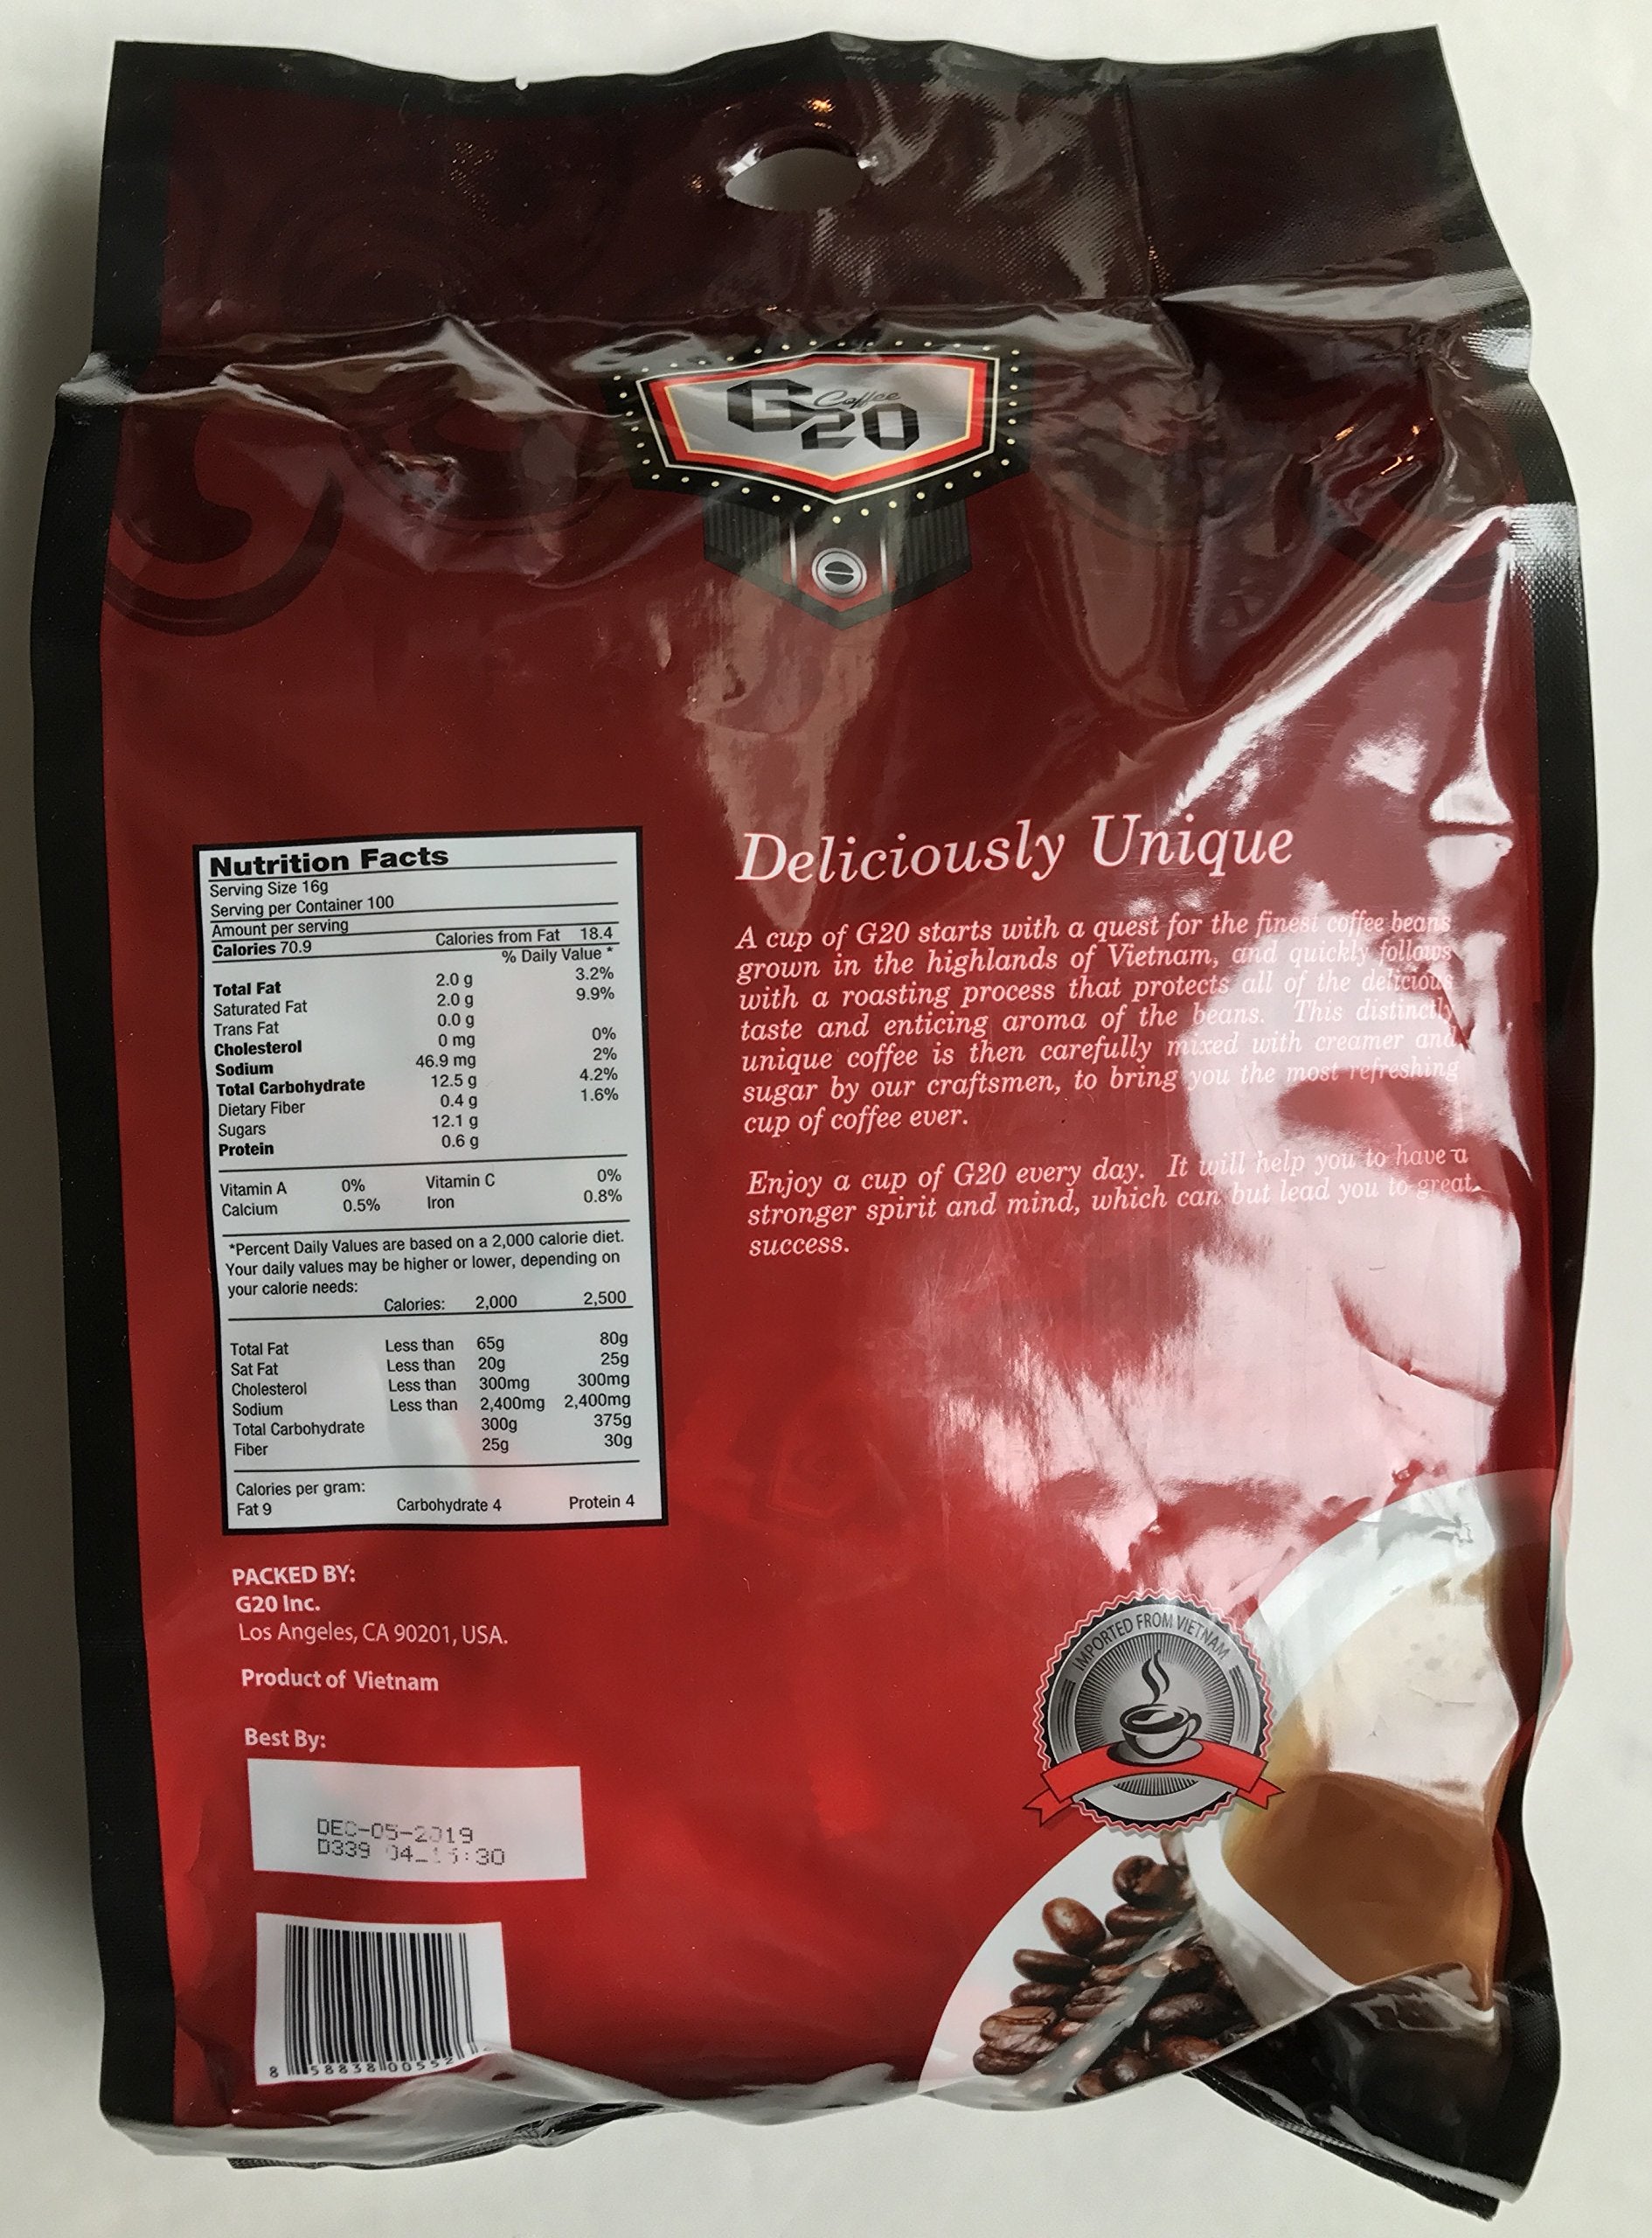 G20 Coffee
Nutrition Facts
Serving Size 16g
Serving per Container 100
Amount per serving
Calories 70.9 Calories from Fat 18.4
% Daily Value *
Total Fat 2.0 g 3.2%
Saturated Fat 2.0 g 9.9%
Trans Fat 0.0 g
Cholesterol 0 mg 0%
Sodium 46.9 mg 2%
Total Carbohydrate 12.5 g 4.2%
Dietary Fiber 0.4 g 1.6%
Sugars 12.1 g
Protein 0.6 g
Vitamin A 0% Vitamin C 0%
Calcium 0.5% Iron 0.8%
*Percent Daily Values are based on a 2,000 calorie diet.
Your daily values may be higher or lower, depending on
your calorie needs:
Calories: 2,000 2,500
Total Fat Less than 65g 80g
Sat Fat Less than 20g 25g
Cholesterol Less than 300mg 300mg
Sodium Less than 2,400mg 2,400mg
Total Carbohydrate 300g 375g
Fiber 25g 30g
Calories per gram:
Fat 9 Carbohydrate 4 Protein 4
Deliciously Unique
A cup of G20 starts with a quest for the finest coffee beans
grown in the highlands of Vietnam, and quickly follows
with a roasting process that protects all of the delicious
taste and enticing aroma of the beans. This distinctly
unique coffee is then carefully mixed with creamer and
sugar by our craftsmen, to bring you the most refreshing
cup of coffee ever.
Enjoy a cup of G20 every day. It will help you to have a
stronger spirit and mind, which can but lead you to great
success.
PACKED BY:
G20 Inc.
Los Angeles, CA 90201, USA.
Product of Vietnam
Best By:
DEC-05-2019
D339 04_15:30
IMPORTED FROM VIETNAM
8 58838 00552